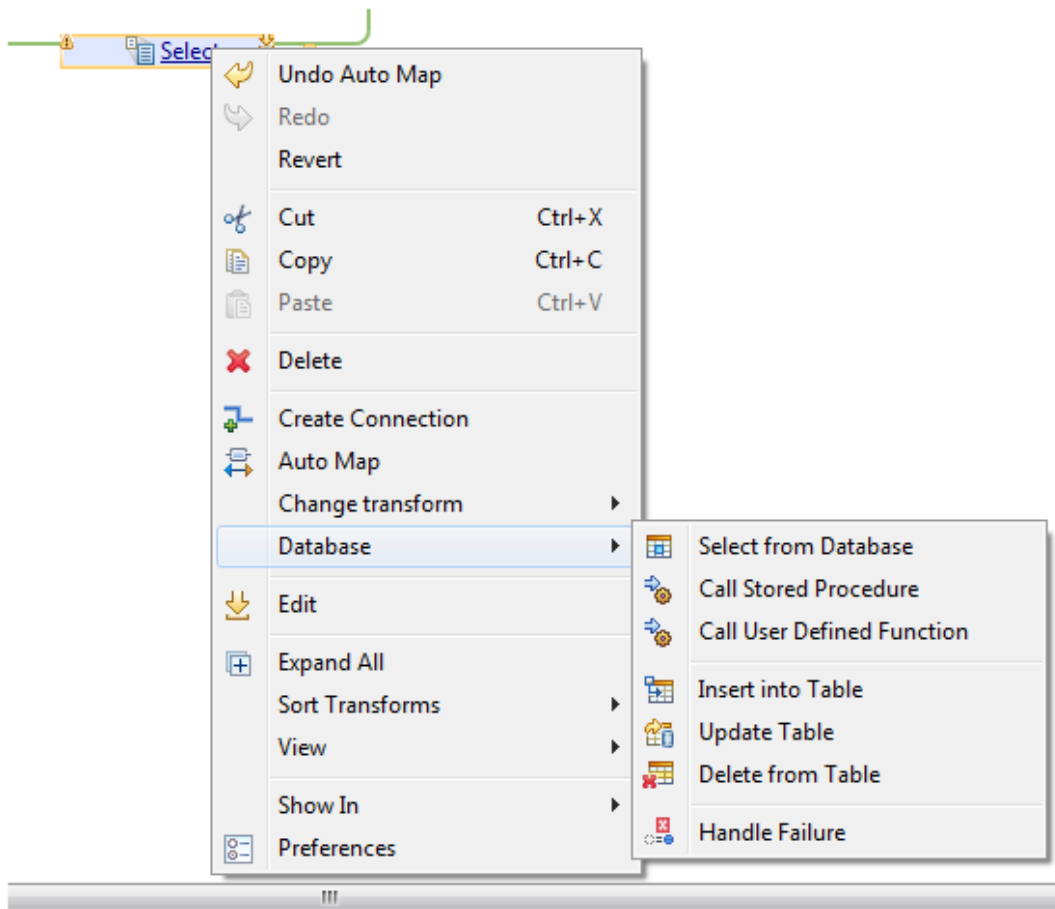 Select
Undo Auto Map
Redo
Revert
Cut Ctrl+X
Copy Ctrl+C
Paste Ctrl+V
Delete
Create Connection
Auto Map
Change transform
Database
Select from Database
Call Stored Procedure
Call User Defined Function
Insert into Table
Update Table
Delete from Table
Handle Failure
Edit
Expand All
Sort Transforms
View
Show In
Preferences